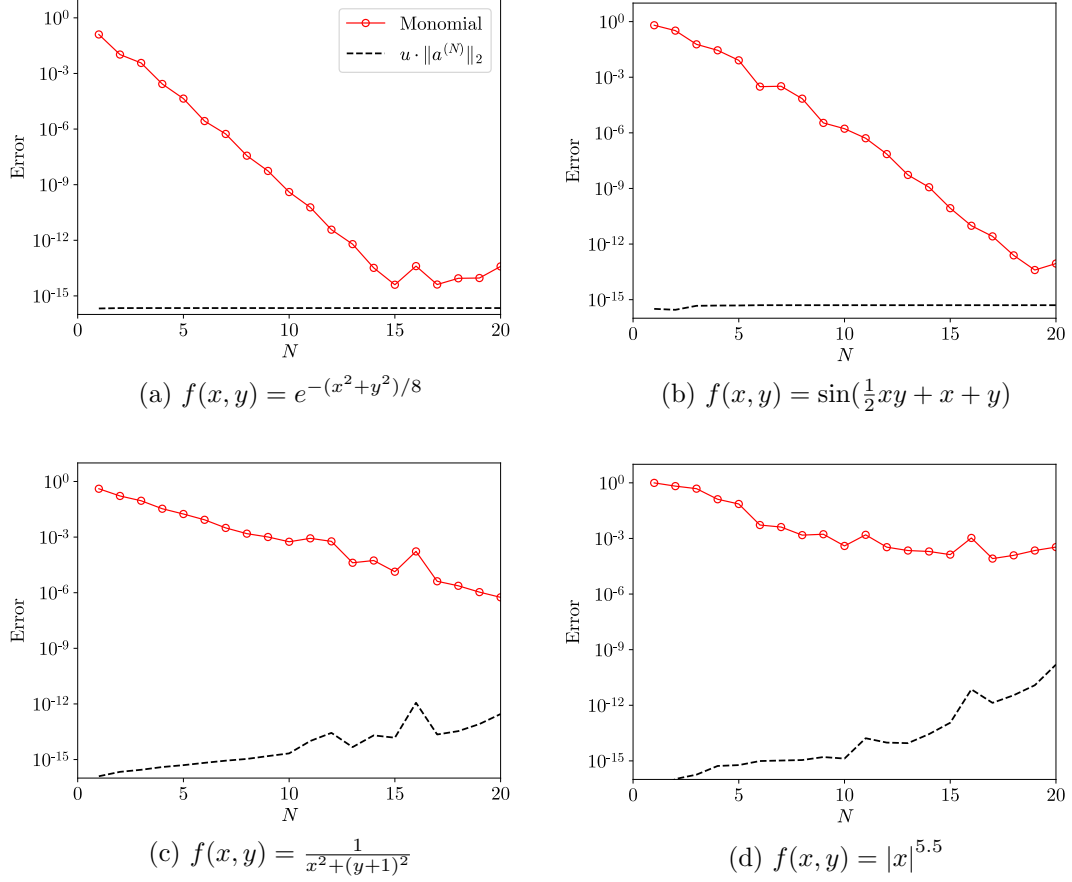 Error
10^0
10^{-3}
10^{-6}
10^{-9}
10^{-12}
10^{-15}
Monomial
u · ‖a^{(N)}‖_2
0 5 10 15 20
N
(a) f(x, y) = e^{-(x^2+y^2)/8}
Error
10^0
10^{-3}
10^{-6}
10^{-9}
10^{-12}
10^{-15}
0 5 10 15 20
N
(b) f(x, y) = sin(\frac{1}{2}xy + x + y)
Error
10^0
10^{-3}
10^{-6}
10^{-9}
10^{-12}
10^{-15}
0 5 10 15 20
N
(c) f(x, y) = \frac{1}{x^2+(y+1)^2}
Error
10^0
10^{-3}
10^{-6}
10^{-9}
10^{-12}
10^{-15}
0 5 10 15 20
N
(d) f(x, y) = |x|^{5.5}